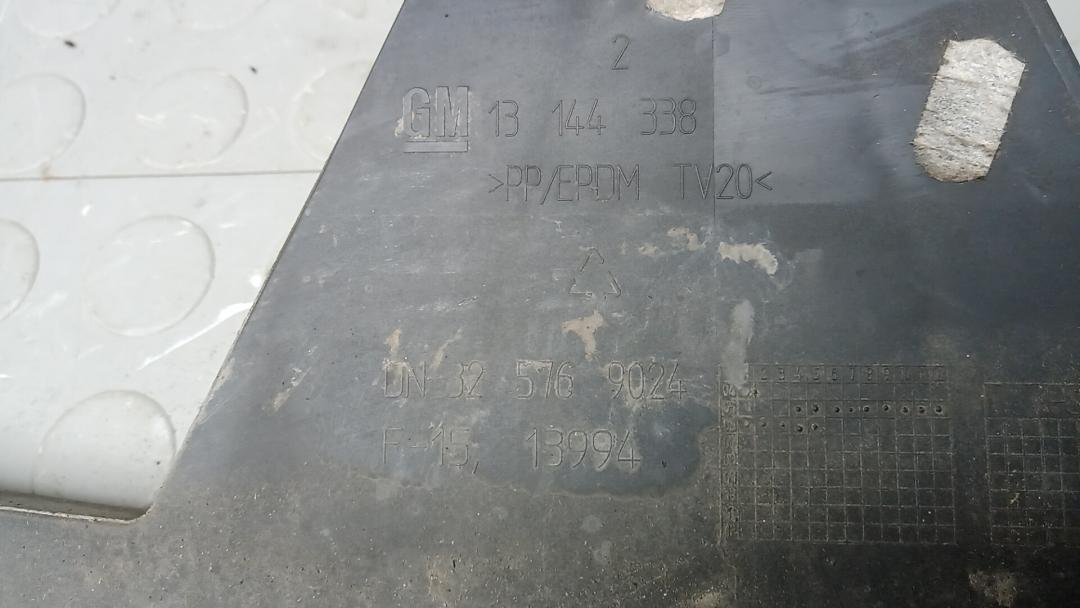 2
GM 13 144 338
>PP/EPDM TV20<
DN 32 576 9024
F-15, 13994